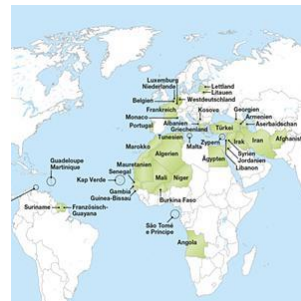 Luxemburg
Niederlande
Belgien
Frankreich
Monaco
Portugal
Lettland
Litauen
Westdeutschland
Kosovo
Georgien
Armenien
Aserbaidschan
Albanien
Griechenland
Türkei
Tunesien
Malta
Zypern
Irak
Iran
Afghanist
Marokko
Algerien
Syrien
Jordanien
Libanon
Ägypten
Guadeloupe
Martinique
Mauretanien
Senegal
Kap Verde
Mali
Niger
Gambia
Guinea-Bissau
Burkina Faso
Suriname
Französisch-
Guayana
São Tomé
e Príncipe
Angola